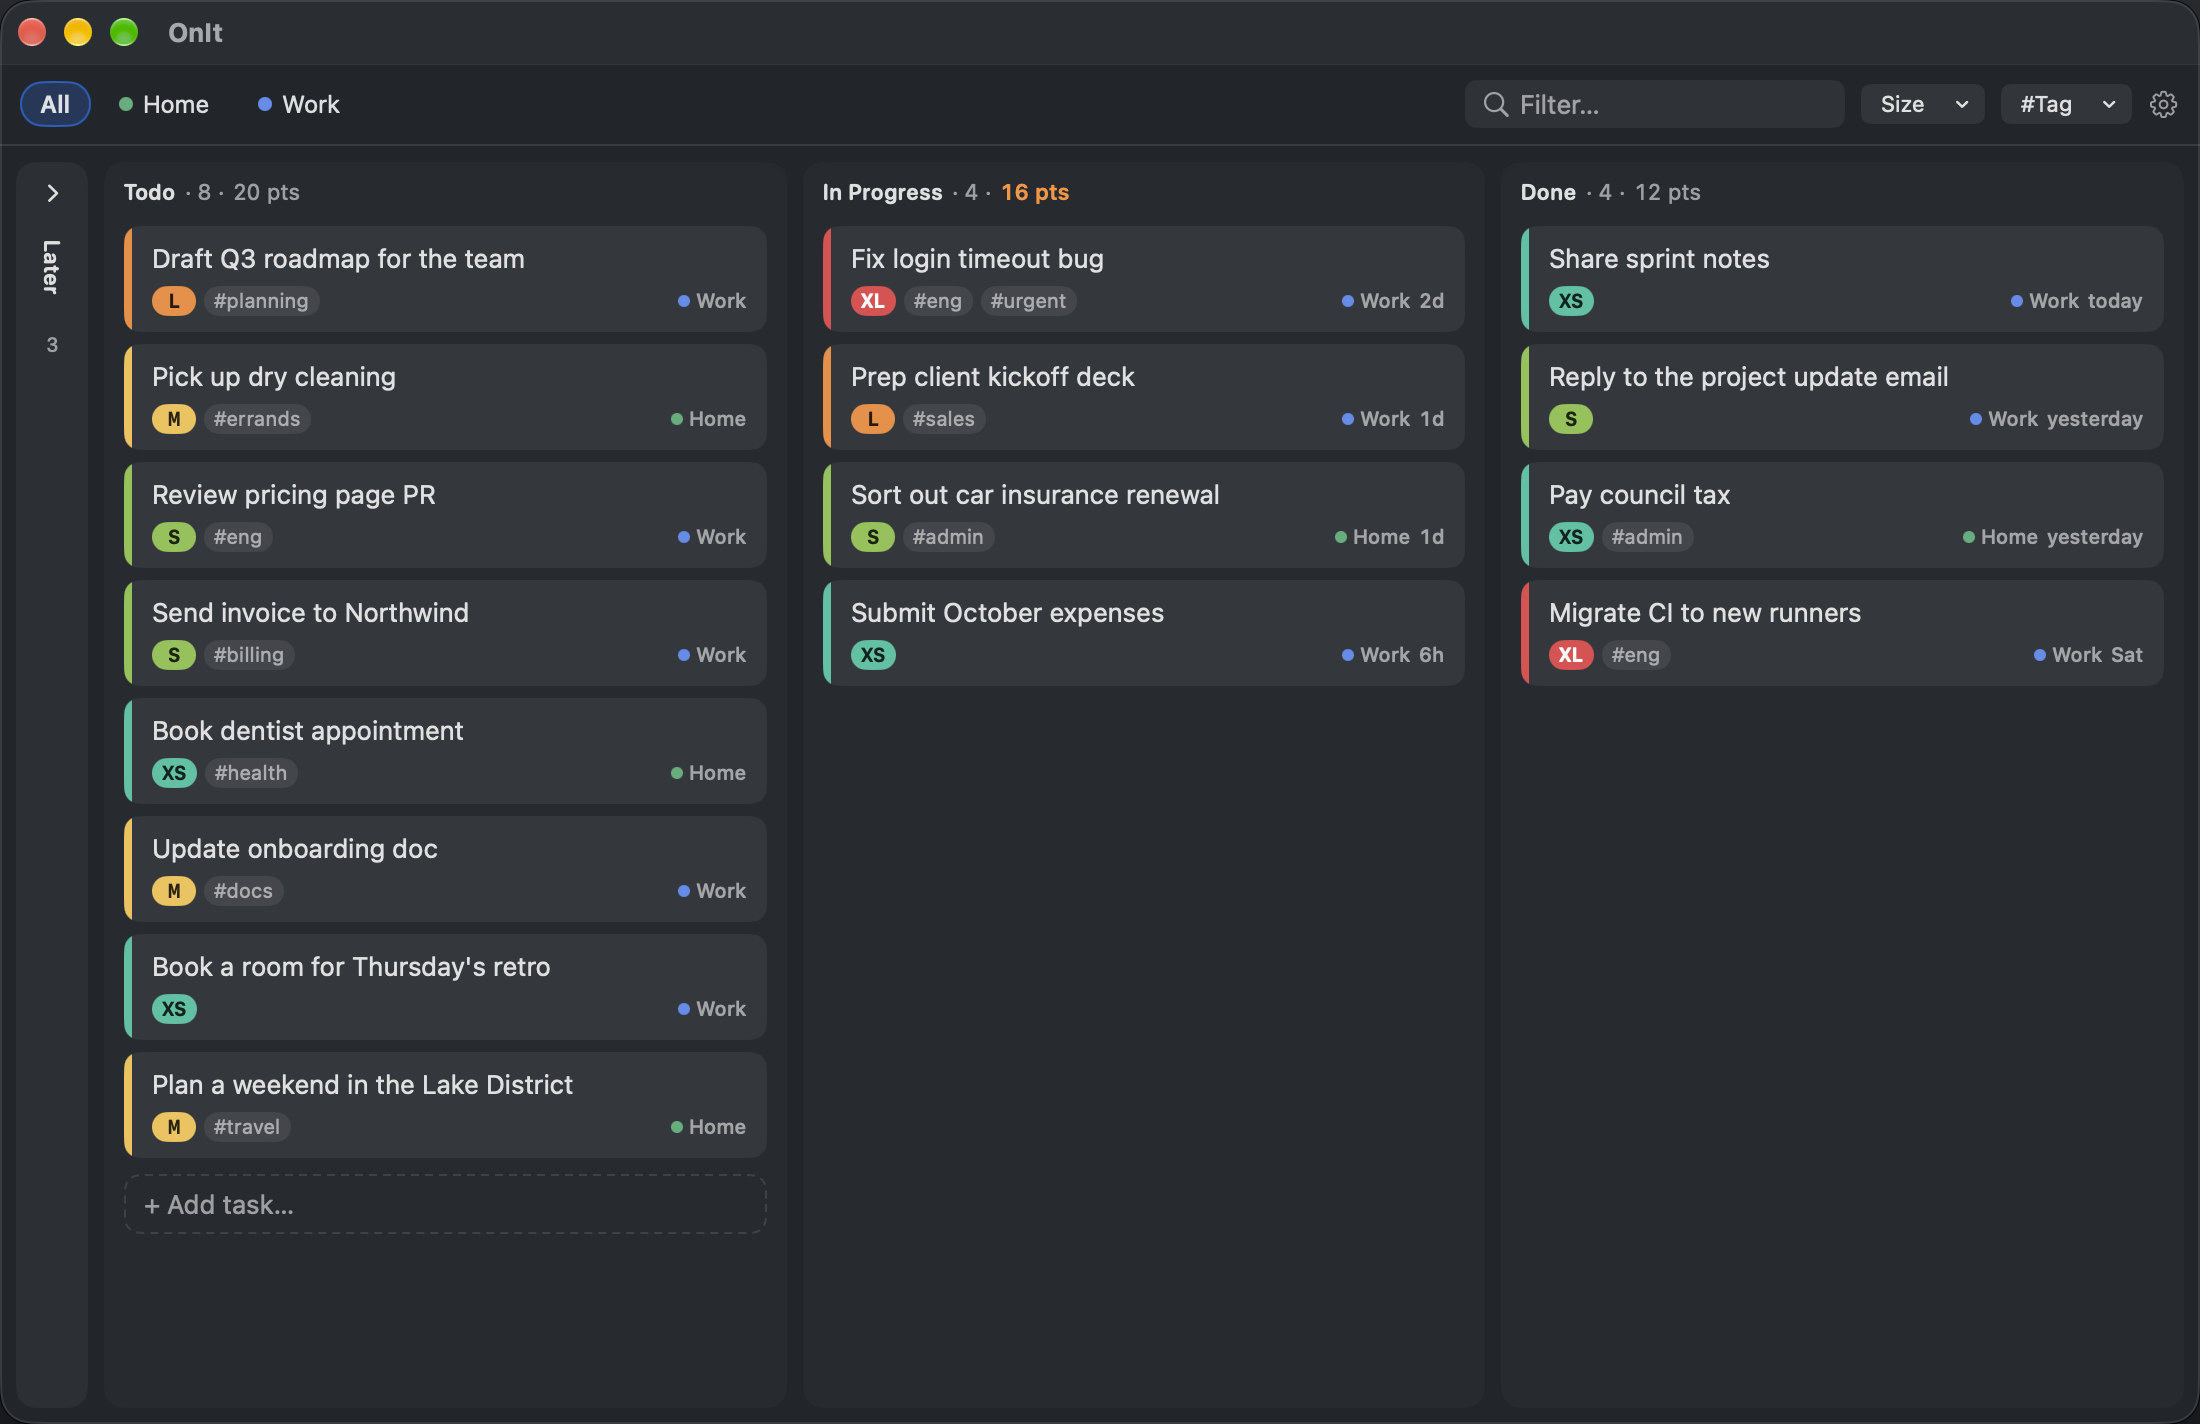 OnIt
All Home Work Filter... Size #Tag
Later
3
Todo · 8 · 20 pts
Draft Q3 roadmap for the team
L #planning Work
Pick up dry cleaning
M #errands Home
Review pricing page PR
S #eng Work
Send invoice to Northwind
S #billing Work
Book dentist appointment
XS #health Home
Update onboarding doc
M #docs Work
Book a room for Thursday's retro
XS Work
Plan a weekend in the Lake District
M #travel Home
+ Add task...
In Progress · 4 · 16 pts
Fix login timeout bug
XL #eng #urgent Work 2d
Prep client kickoff deck
L #sales Work 1d
Sort out car insurance renewal
S #admin Home 1d
Submit October expenses
XS Work 6h
Done · 4 · 12 pts
Share sprint notes
XS Work today
Reply to the project update email
S Work yesterday
Pay council tax
XS #admin Home yesterday
Migrate CI to new runners
XL #eng Work Sat